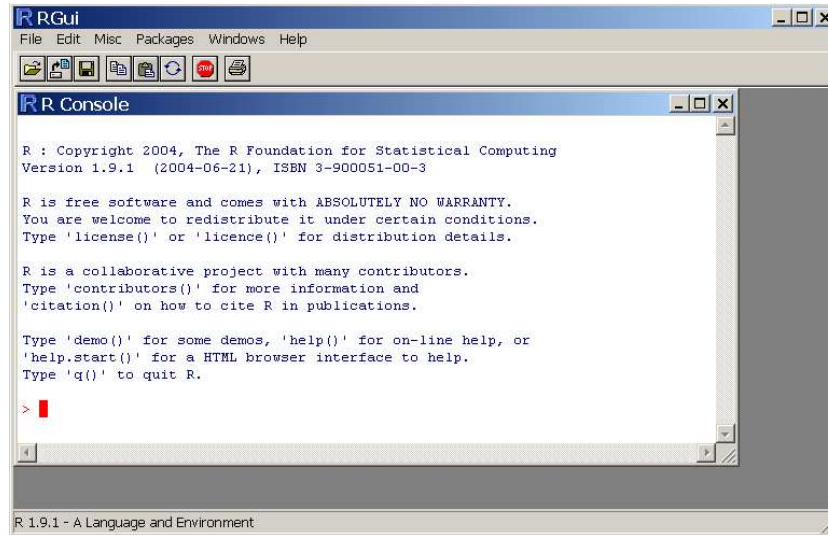 RGui
File Edit Misc Packages Windows Help
STOP
R Console
R : Copyright 2004, The R Foundation for Statistical Computing
Version 1.9.1 (2004-06-21), ISBN 3-900051-00-3
R is free software and comes with ABSOLUTELY NO WARRANTY.
You are welcome to redistribute it under certain conditions.
Type 'license()' or 'licence()' for distribution details.
R is a collaborative project with many contributors.
Type 'contributors()' for more information and
'citation()' on how to cite R in publications.
Type 'demo()' for some demos, 'help()' for on-line help, or
'help.start()' for a HTML browser interface to help.
Type 'q()' to quit R.
>
R 1.9.1 - A Language and Environment